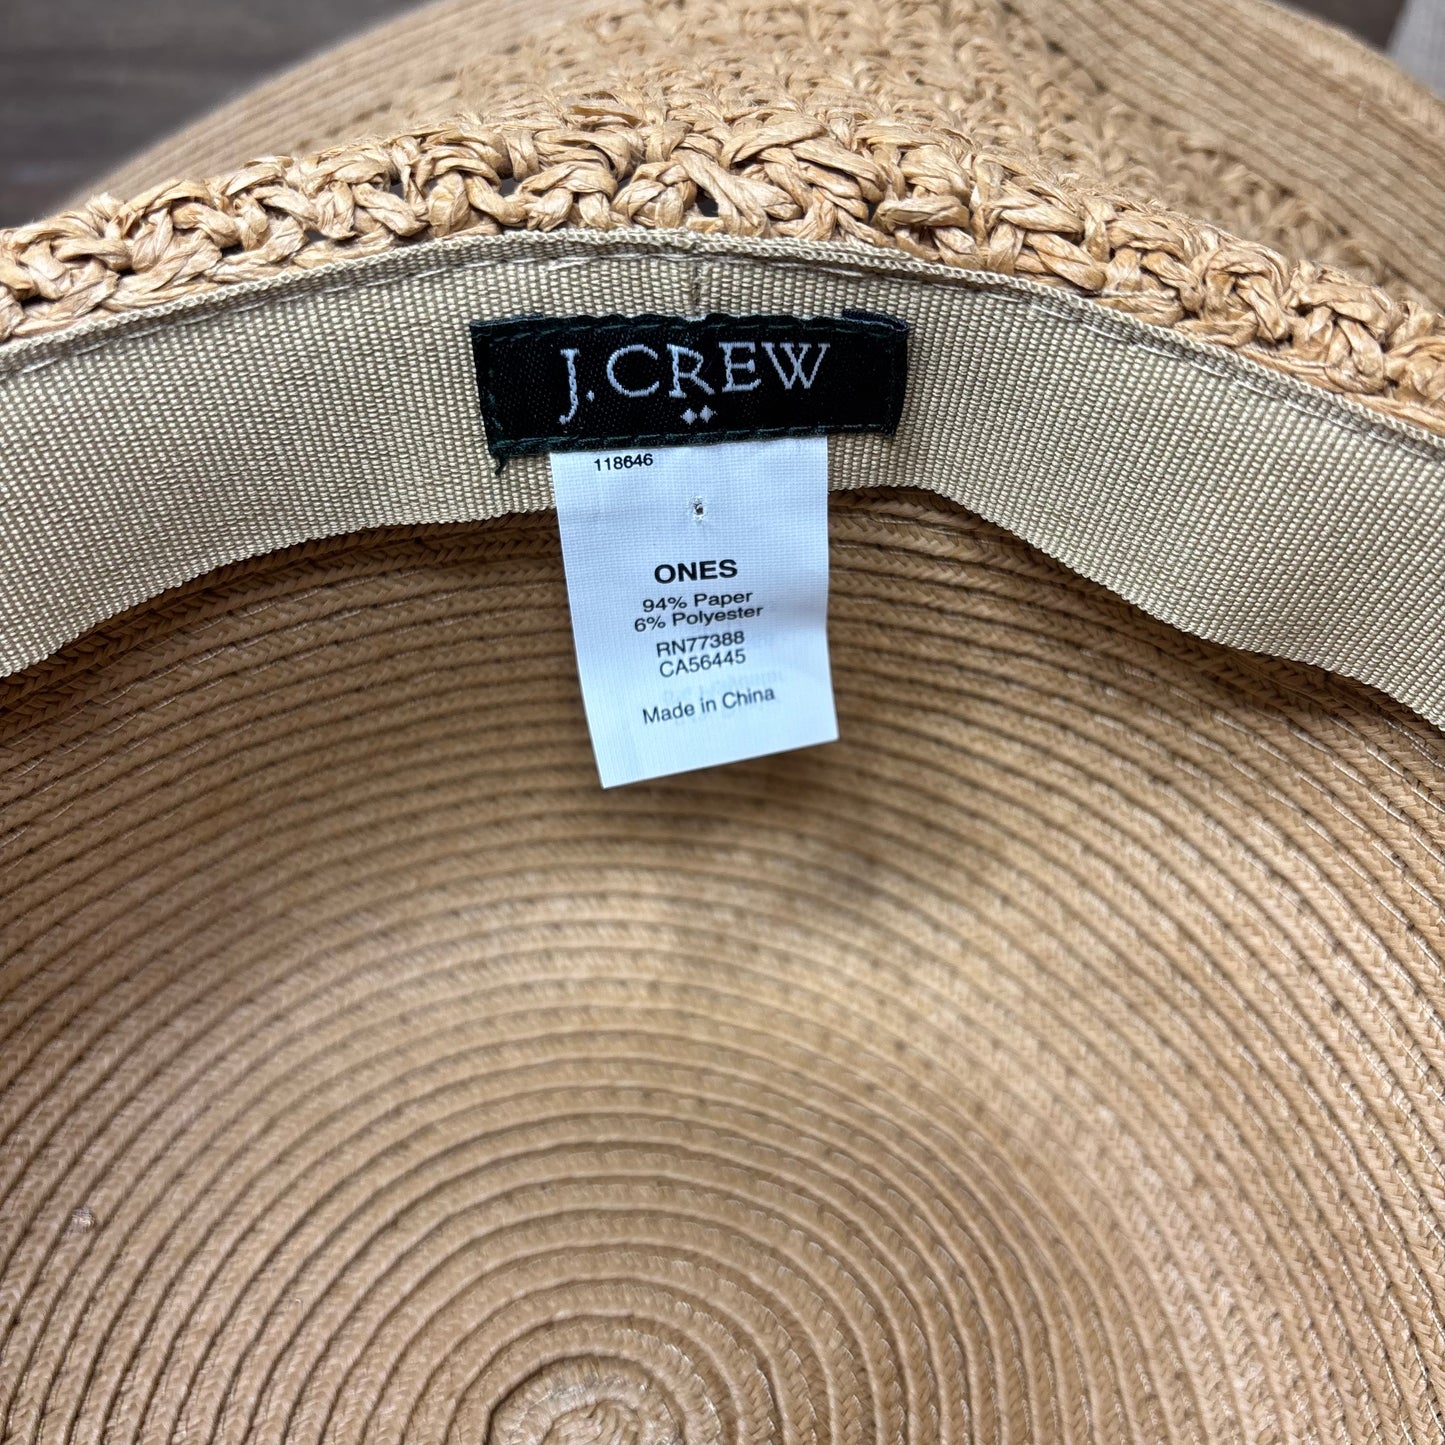 J.CREW
118646
ONES
94% Paper
6% Polyester
RN77388
CA56445
Made in China